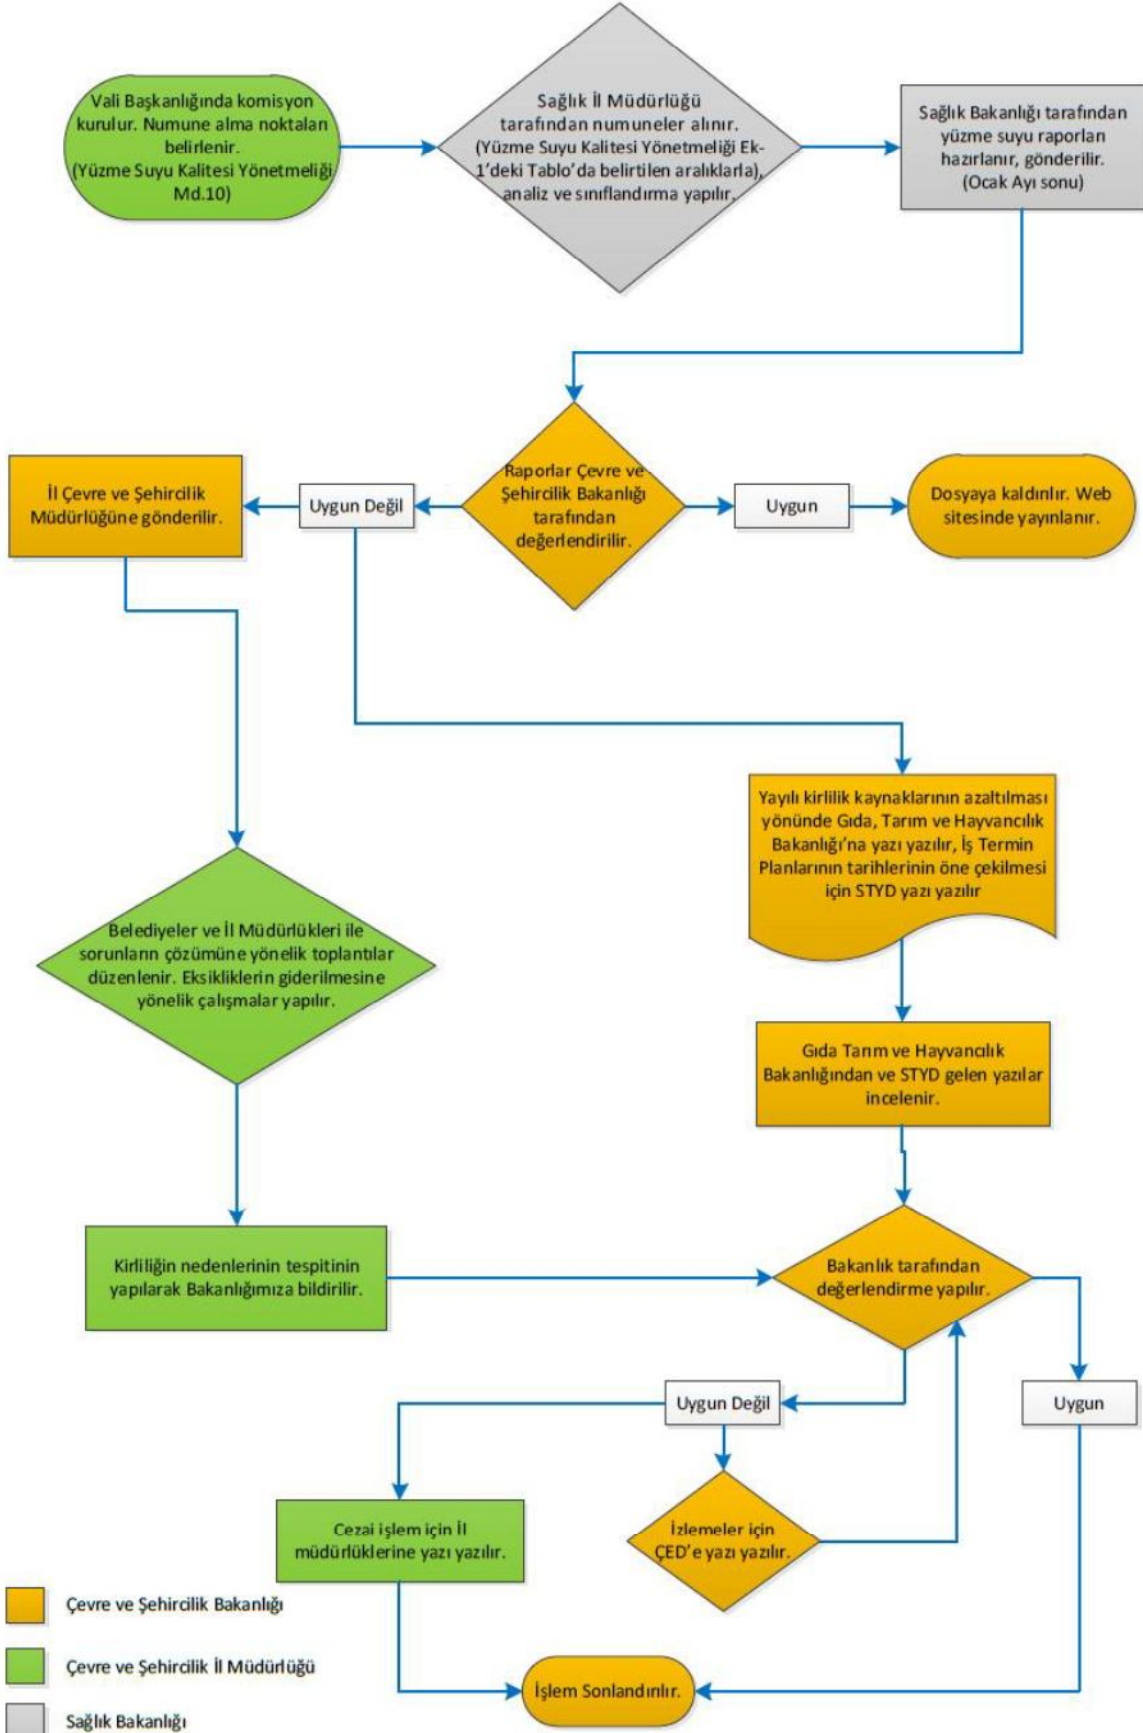 Vali Başkanlığında komisyon
kurulur. Numune alma noktaları
belirlenir.
(Yüzme Suyu Kalitesi Yönetmeliği
Md.10)
Sağlık İl Müdürlüğü
tarafından numuneler alınır.
(Yüzme Suyu Kalitesi Yönetmeliği Ek-
1'deki Tablo'da belirtilen aralıklarla),
analiz ve sınıflandırma yapılır.
Sağlık Bakanlığı tarafından
yüzme suyu raporları
hazırlanır, gönderilir.
(Ocak Ayı sonu)
İl Çevre ve Şehircilik
Müdürlüğüne gönderilir.
Uygun Değil
Raporlar Çevre ve
Şehircilik Bakanlığı
tarafından
değerlendirilir.
Uygun
Dosyaya kaldırılır. Web
sitesinde yayınlanır.
Yayılı kirlilik kaynaklarının azaltılması
yönünde Gıda, Tarım ve Hayvancılık
Bakanlığı'na yazı yazılır, İş Termin
Planlarının tarihlerinin öne çekilmesi
için STYD yazı yazılır
Belediyeler ve İl Müdürlükleri ile
sorunların çözümüne yönelik toplantılar
düzenlenir. Eksikliklerin giderilmesine
yönelik çalışmalar yapılır.
Gıda Tarım ve Hayvancılık
Bakanlığından ve STYD gelen yazılar
incelenir.
Kirliliğin nedenlerinin tespitinin
yapılarak Bakanlığımıza bildirilir.
Bakanlık tarafından
değerlendirme yapılır.
Uygun Değil
Uygun
Cezai işlem için İl
müdürlüklerine yazı yazılır.
İzlemeler için
ÇED'e yazı yazılır.
Çevre ve Şehircilik Bakanlığı
Çevre ve Şehircilik İl Müdürlüğü
İşlem Sonlandırılır.
Sağlık Bakanlığı